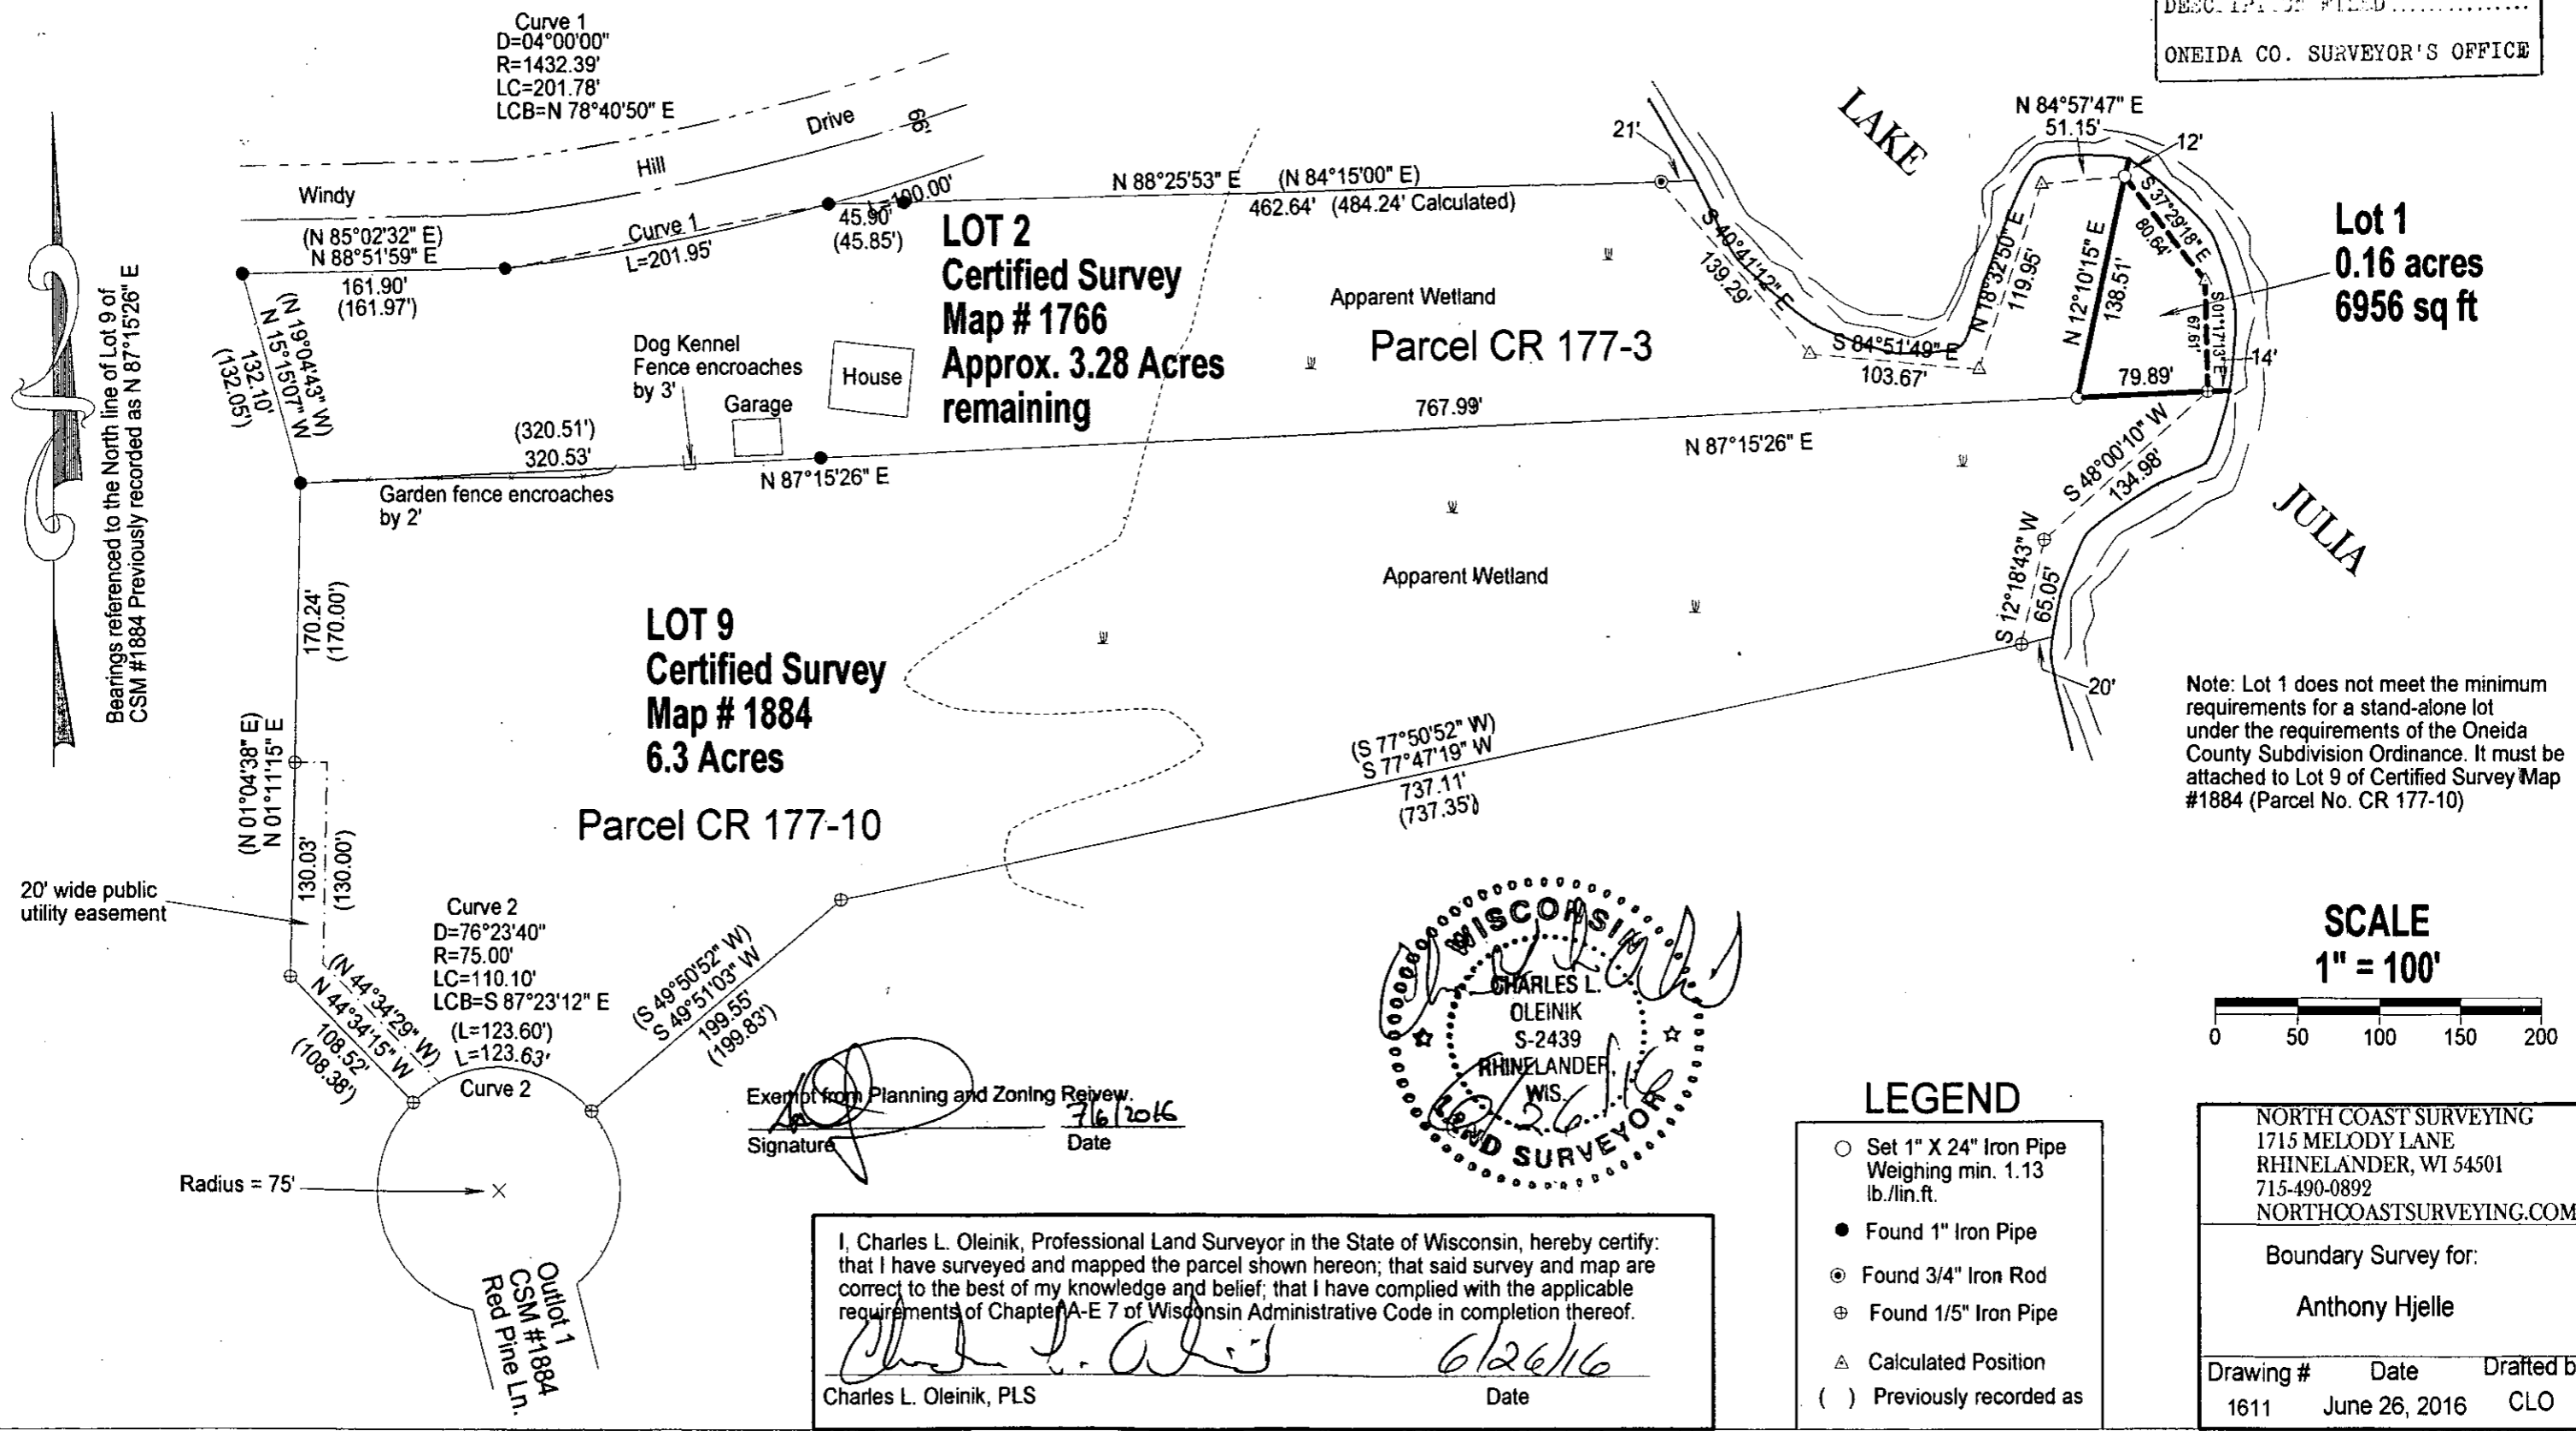 ONEIDA CO. SURVEYOR'S OFFICE
Curve 1
D=04°00'00"
R=1432.39'
LC=201.78'
LCB=N 78°40'50" E
Windy
Hill
Drive
66'
(N 85°02'32" E)
N 88°51'59" E
161.90'
(161.97')
Curve 1
L=201.95'
L=100.00'
45.90'
(45.85')
N 88°25'53" E (N 84°15'00" E)
462.64' (484.24' Calculated)
21'
LAKE
JULIA
N 84°57'47" E
51.15'
12'
S 37°29'18" E
80.64'
S 01°17'13" E
67.61'
14'
N 12°10'15" E
138.51'
79.89'
N 18°32'50" E
119.95'
S 40°41'12" E
139.29'
S 84°51'49" E
103.67'
Lot 1
0.16 acres
6956 sq ft
LOT 2
Certified Survey
Map # 1766
Approx. 3.28 Acres
remaining
Apparent Wetland
Parcel CR 177-3
Bearings referenced to the North line of Lot 9 of
CSM #1884 Previously recorded as N 87°15'26" E
(N 19°04'43" W)
N 15°15'07" W
132.10'
(132.05')
Dog Kennel
Fence encroaches
by 3'
Garage
House
(320.51')
320.53'
N 87°15'26" E
767.99'
N 87°15'26" E
Garden fence encroaches
by 2'
S 48°00'10" W
134.98'
S 12°18'43" W
65.05'
20'
Apparent Wetland
170.24'
(170.00')
LOT 9
Certified Survey
Map # 1884
6.3 Acres
Parcel CR 177-10
(N 01°04'38" E)
N 01°11'15" E
130.03'
(130.00')
(S 77°50'52" W)
S 77°47'19" W
737.11'
(737.35')
Note: Lot 1 does not meet the minimum
requirements for a stand-alone lot
under the requirements of the Oneida
County Subdivision Ordinance. It must be
attached to Lot 9 of Certified Survey Map
#1884 (Parcel No. CR 177-10)
20' wide public
utility easement
Curve 2
D=76°23'40"
R=75.00'
LC=110.10'
LCB=S 87°23'12" E
(L=123.60')
L=123.63'
Curve 2
(N 44°34'29" W)
N 44°34'15" W
108.52'
(108.38')
(S 49°50'52" W)
S 49°51'03" W
199.55'
(199.83')
Radius = 75'
Outlot 1
CSM #1884
Red Pine Ln.
Exempt from Planning and Zoning Reivew.
7/6/2016
Signature
Date
WISCONSIN
CHARLES L.
OLEINIK
S-2439
RHINELANDER,
WIS.
LAND SURVEYOR
SCALE
1" = 100'
0 50 100 150 200
I, Charles L. Oleinik, Professional Land Surveyor in the State of Wisconsin, hereby certify:
that I have surveyed and mapped the parcel shown hereon; that said survey and map are
correct to the best of my knowledge and belief; that I have complied with the applicable
requirements of Chapter A-E 7 of Wisconsin Administrative Code in completion thereof.
6/26/16
Charles L. Oleinik, PLS
Date
LEGEND
Set 1" X 24" Iron Pipe
Weighing min. 1.13
lb./lin.ft.
Found 1" Iron Pipe
Found 3/4" Iron Rod
Found 1/5" Iron Pipe
Calculated Position
( ) Previously recorded as
NORTH COAST SURVEYING
1715 MELODY LANE
RHINELANDER, WI 54501
715-490-0892
NORTHCOASTSURVEYING.COM
Boundary Survey for:
Anthony Hjelle
Drawing # Date Drafted b
1611 June 26, 2016 CLO